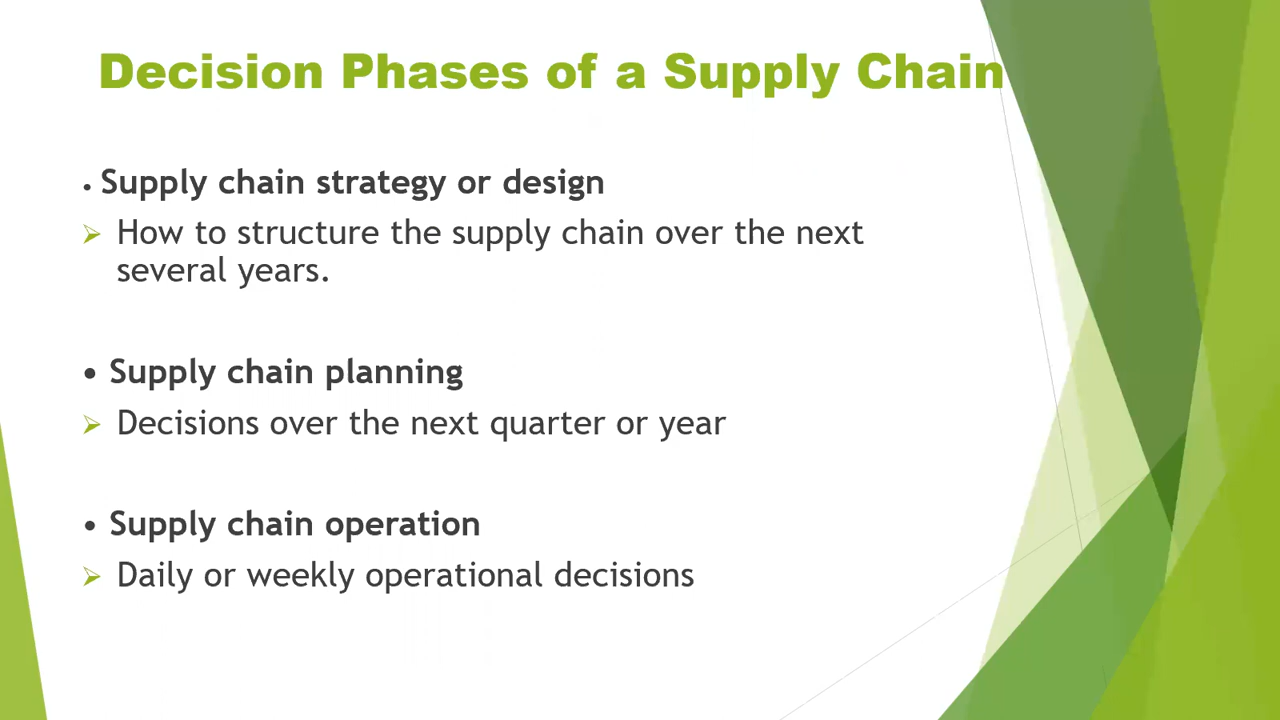 Decision Phases of a Supply Chain
• Supply chain strategy or design
➢ How to structure the supply chain over the next
several years.
• Supply chain planning
➢ Decisions over the next quarter or year
• Supply chain operation
➢ Daily or weekly operational decisions